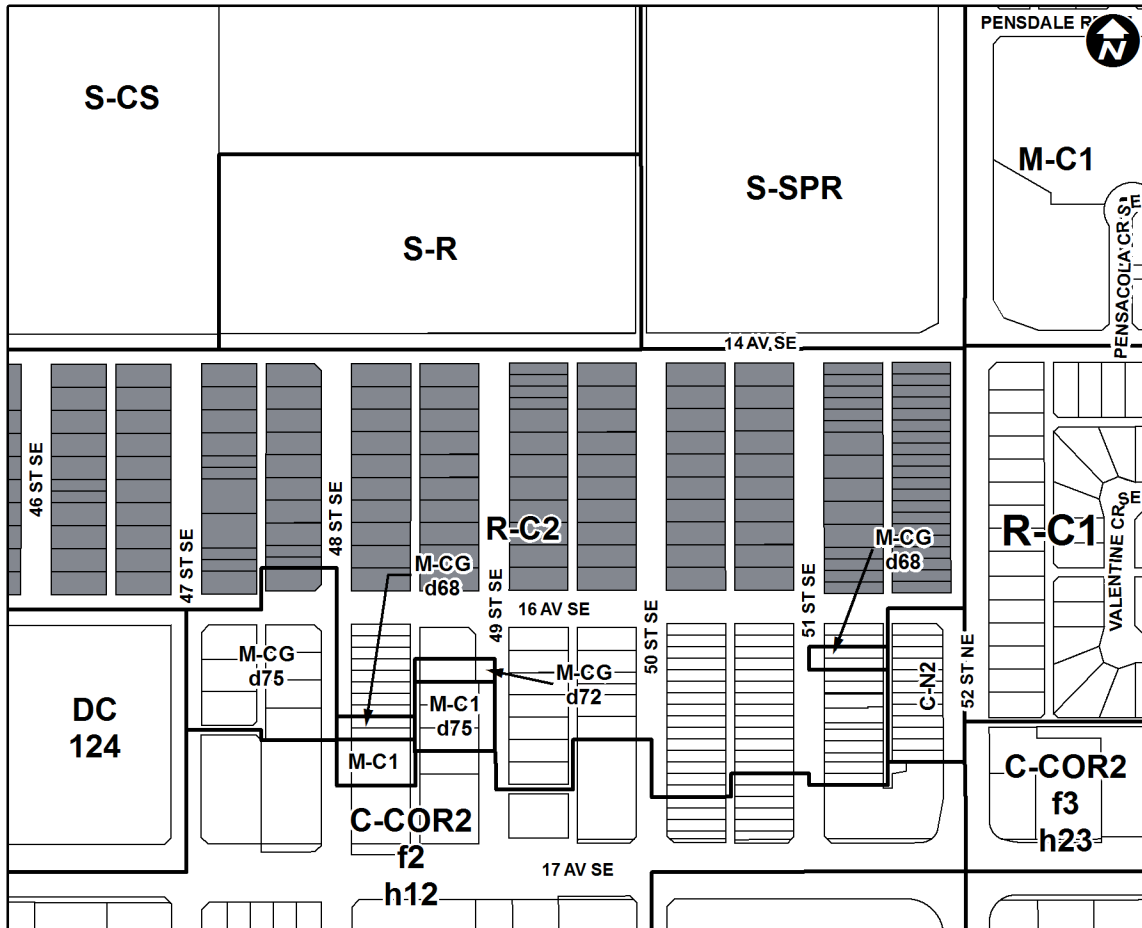 PENSDALE R
N
S-CS
M-C1
S-SPR
S-R
PENSACOLA CR SE
14 AV SE
46 ST SE
47 ST SE
48 ST SE
R-C2
M-CG
d68
49 ST SE
16 AV SE
50 ST SE
51 ST SE
M-CG
d68
R-C1
VALENTINE CR SE
M-CG
d75
M-CG
d72
C-N2
52 ST NE
DC
124
M-C1
d75
M-C1
C-COR2
f2
h12
C-COR2
f3
h23
17 AV SE